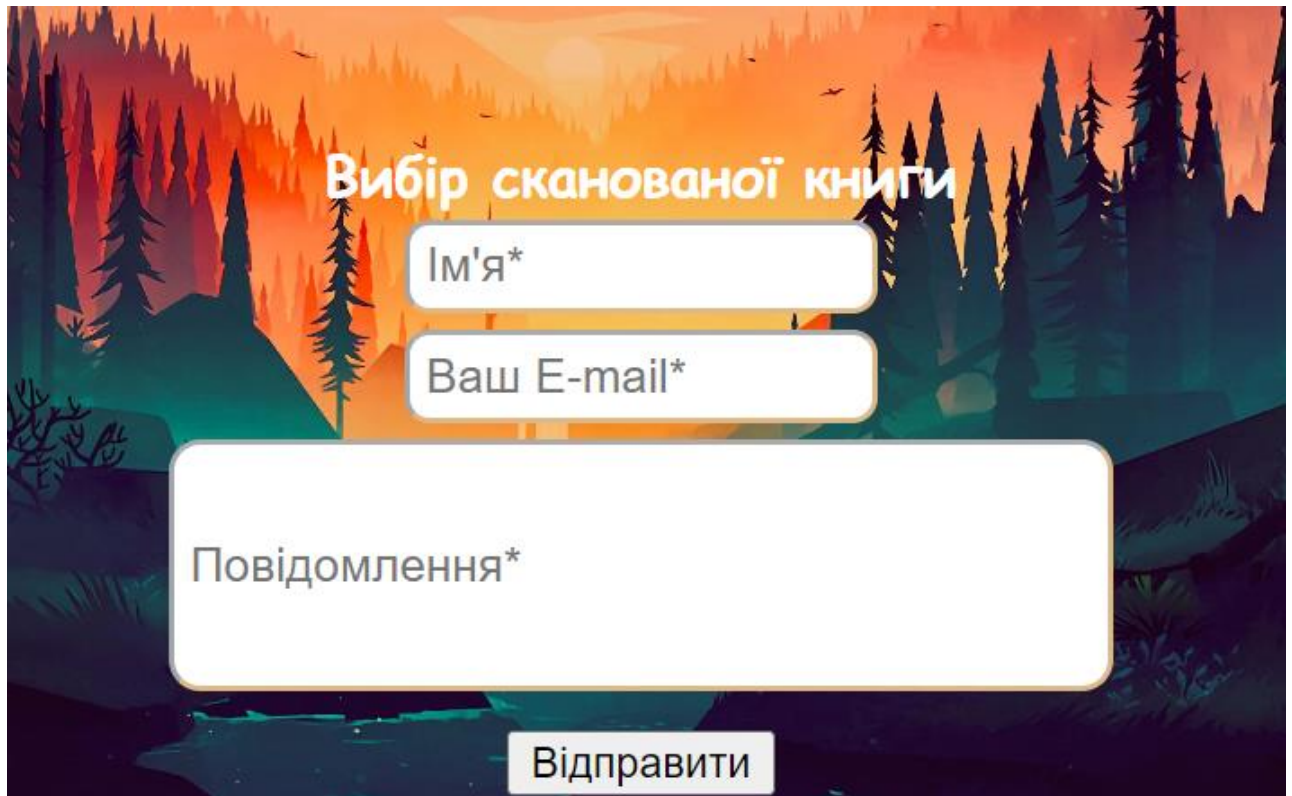 Вибір сканованої книги
Ім'я*
Ваш E-mail*
Повідомлення*
Відправити